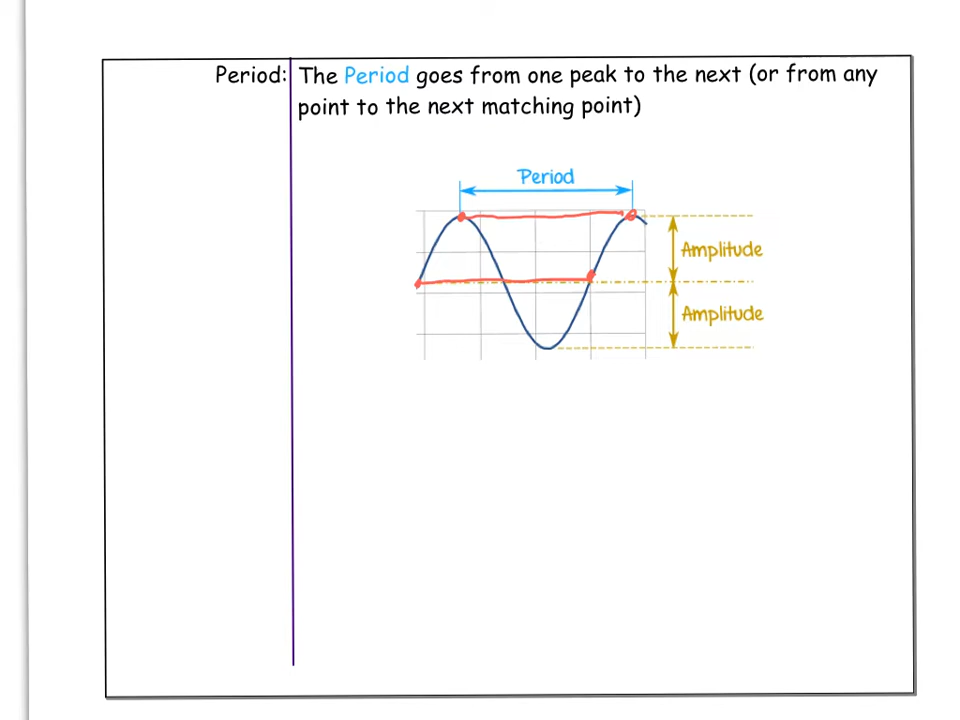 Period: The Period goes from one peak to the next (or from any
point to the next matching point)
Period
Amplitude
Amplitude